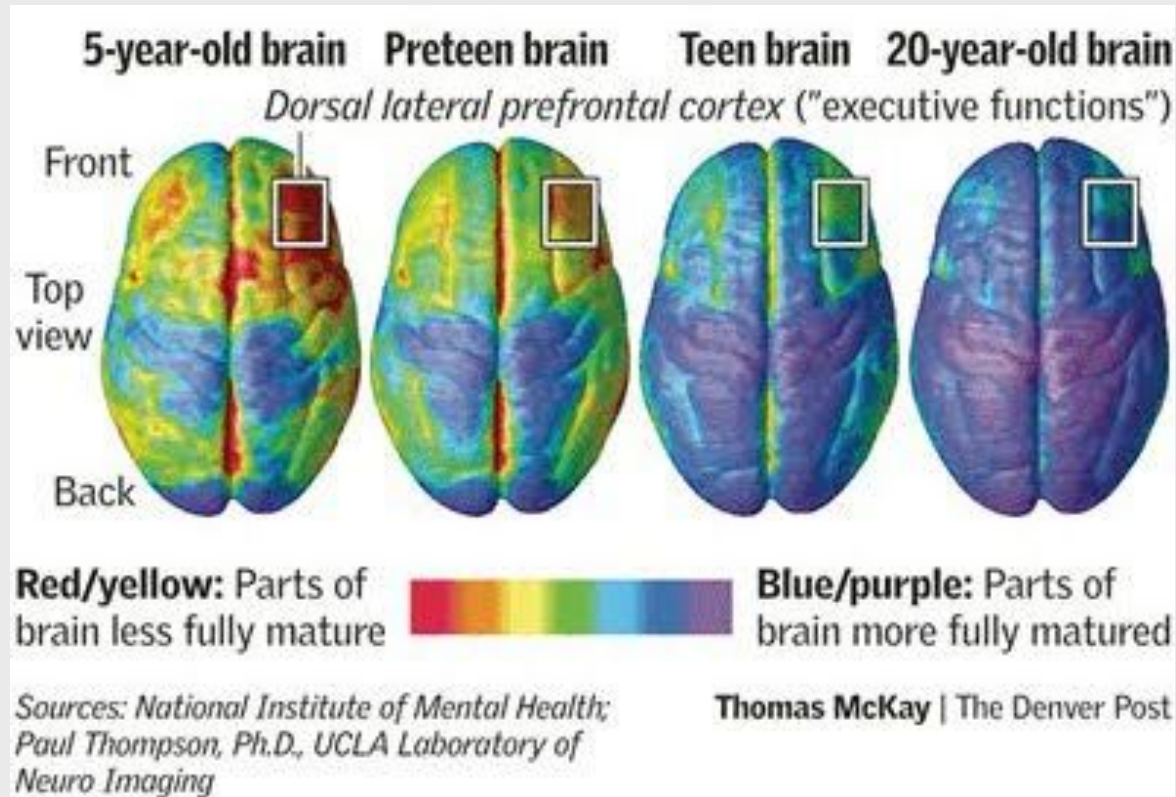 5-year-old brain Preteen brain Teen brain 20-year-old brain
Dorsal lateral prefrontal cortex ("executive functions")
Front
Top
view
Back
Red/yellow: Parts of
brain less fully mature
Blue/purple: Parts of
brain more fully matured
Sources: National Institute of Mental Health;
Paul Thompson, Ph.D., UCLA Laboratory of
Neuro Imaging
Thomas McKay | The Denver Post